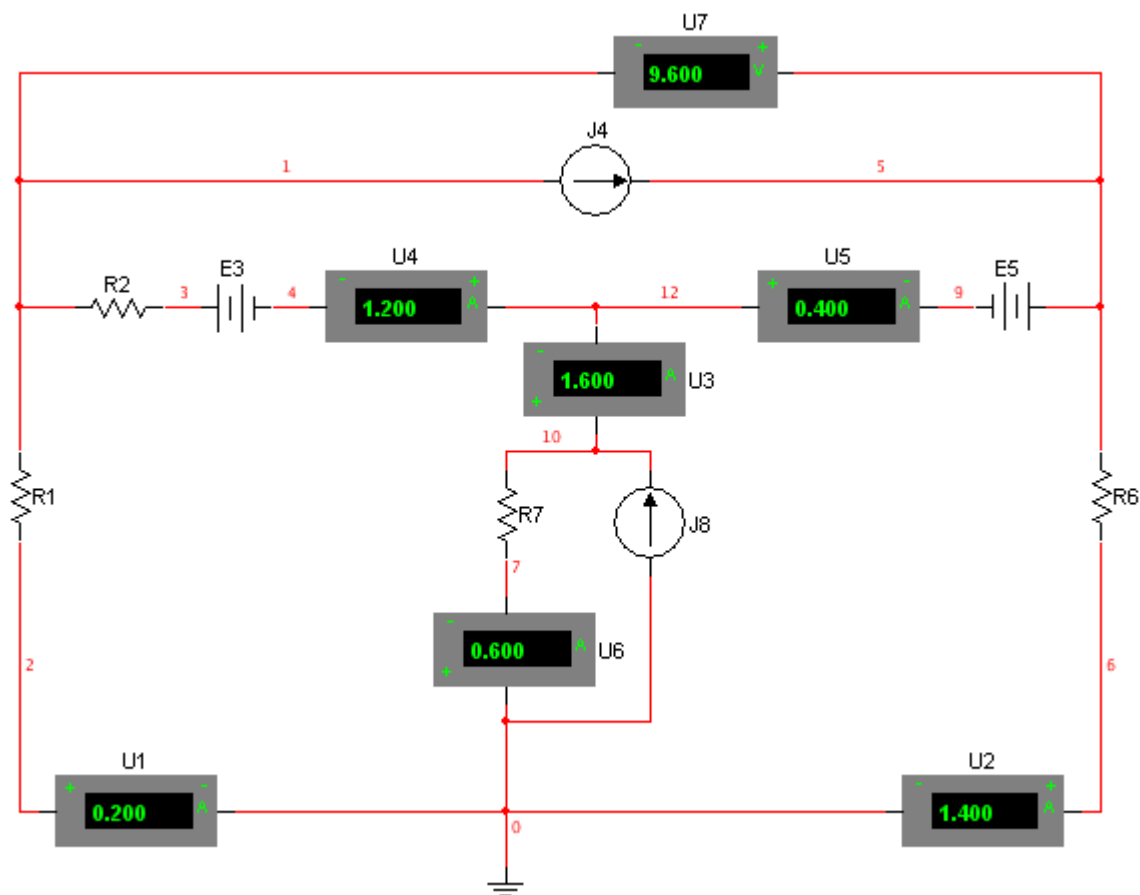 U7
- +
9.600 V
J4
1 5
R2 3 E3 4 U4 12 U5 9 E5
- + + -
1.200 A 0.400 A
-
1.600 A U3
+
10
R1 R7 J8 R6
7
-
0.600 A U6
+
2 6
U1 U2
+ - - +
0.200 A 1.400 A
0